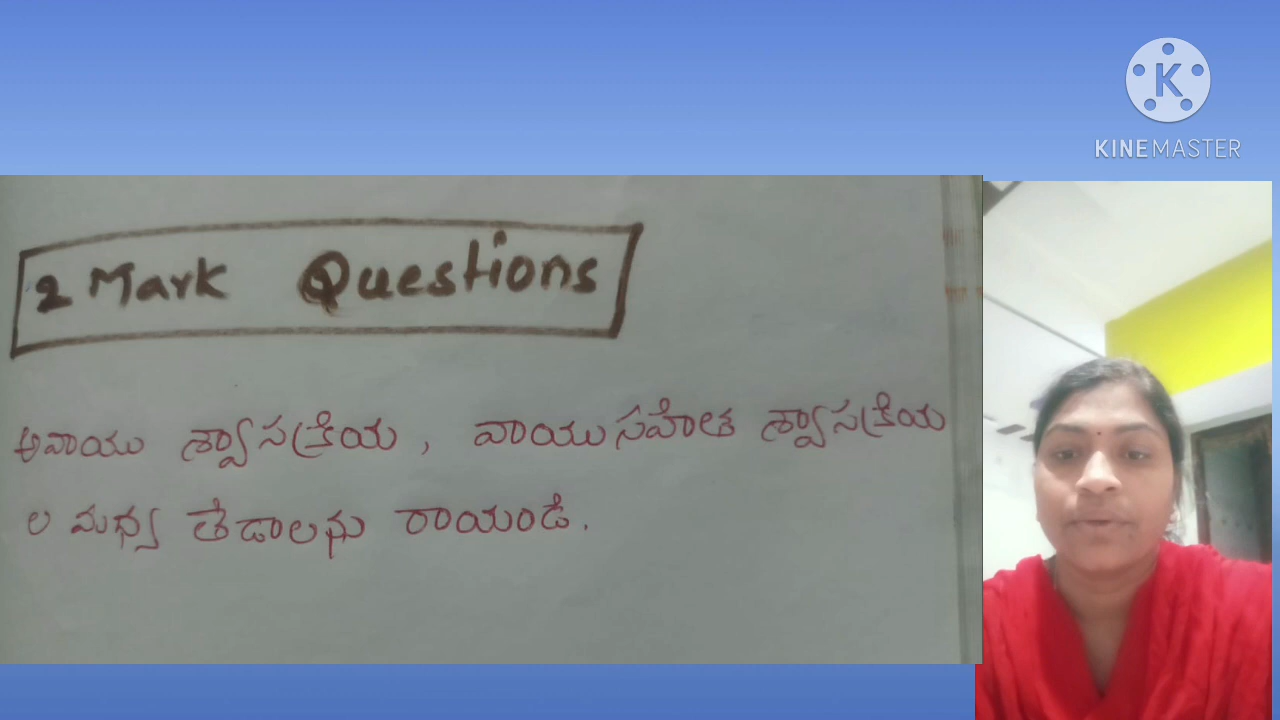 KINEMASTER
2 Mark Questions
అవాయు శ్వాసక్రియ, వాయుసహిత శ్వాసక్రియ
ల మధ్య తేడాలను రాయండి.